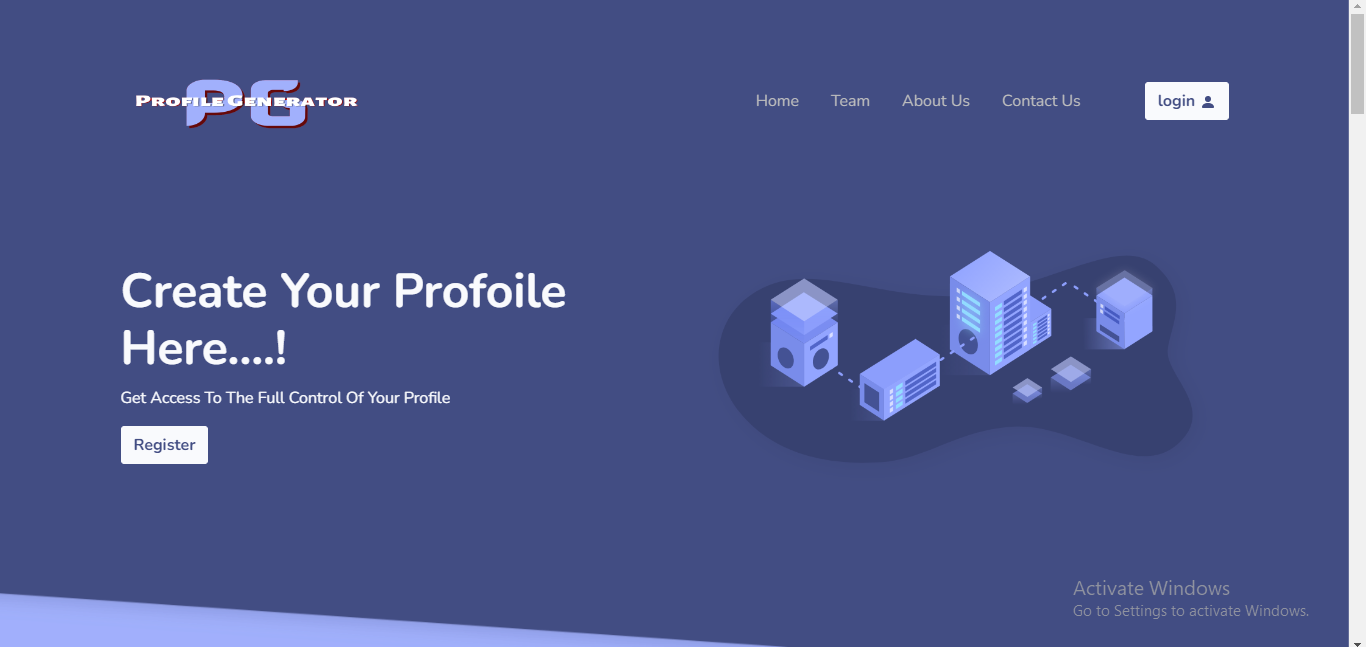 PG
PROFILE GENERATOR
Home Team About Us Contact Us login
Create Your Profoile
Here....!
Get Access To The Full Control Of Your Profile
Register
Activate Windows
Go to Settings to activate Windows.